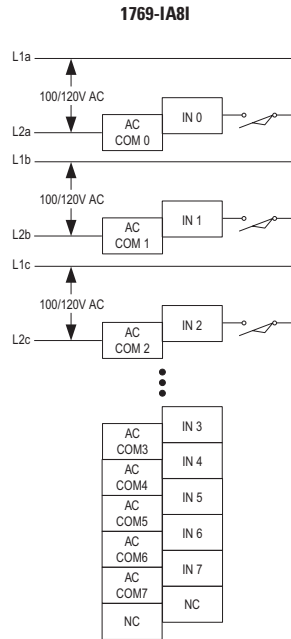 1769-IA8I
L1a
100/120V AC
IN 0
AC
COM 0
L2a
L1b
100/120V AC
IN 1
AC
COM 1
L2b
L1c
100/120V AC
IN 2
AC
COM 2
L2c
IN 3
AC
COM3
IN 4
AC
COM4
IN 5
AC
COM5
IN 6
AC
COM6
IN 7
AC
COM7
NC
NC